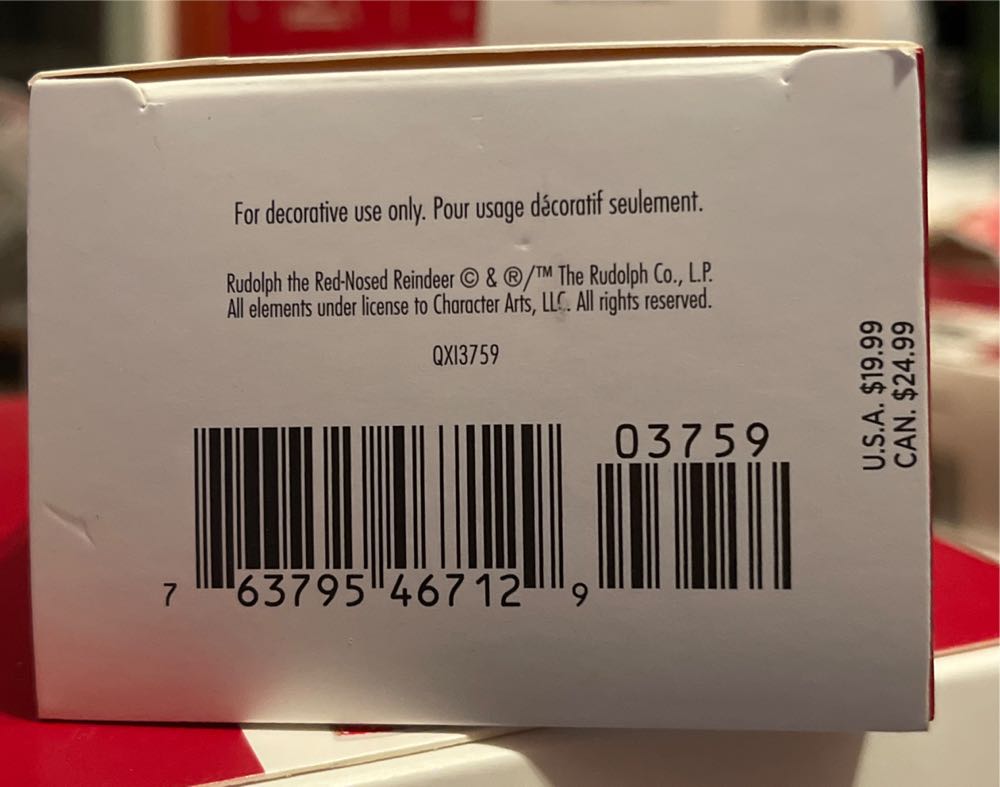 For decorative use only. Pour usage décoratif seulement.
Rudolph the Red-Nosed Reindeer © & ®/™ The Rudolph Co., L.P.
All elements under license to Character Arts, LLC. All rights reserved.
QXI3759
03759
7 63795 46712 9
U.S.A. $19.99
CAN. $24.99